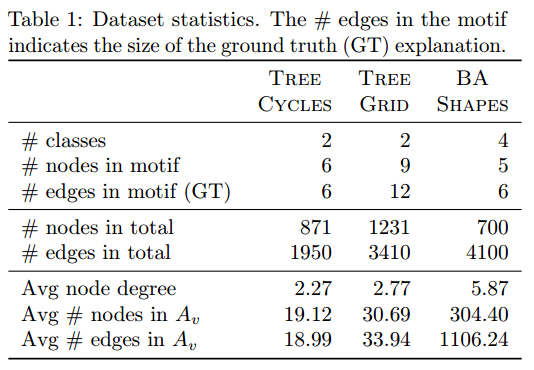 Table 1: Dataset statistics. The # edges in the motif
indicates the size of the ground truth (GT) explanation.
Tree Tree BA
Cycles Grid Shapes
# classes 2 2 4
# nodes in motif 6 9 5
# edges in motif (GT) 6 12 6
# nodes in total 871 1231 700
# edges in total 1950 3410 4100
Avg node degree 2.27 2.77 5.87
Avg # nodes in Av 19.12 30.69 304.40
Avg # edges in Av 18.99 33.94 1106.24